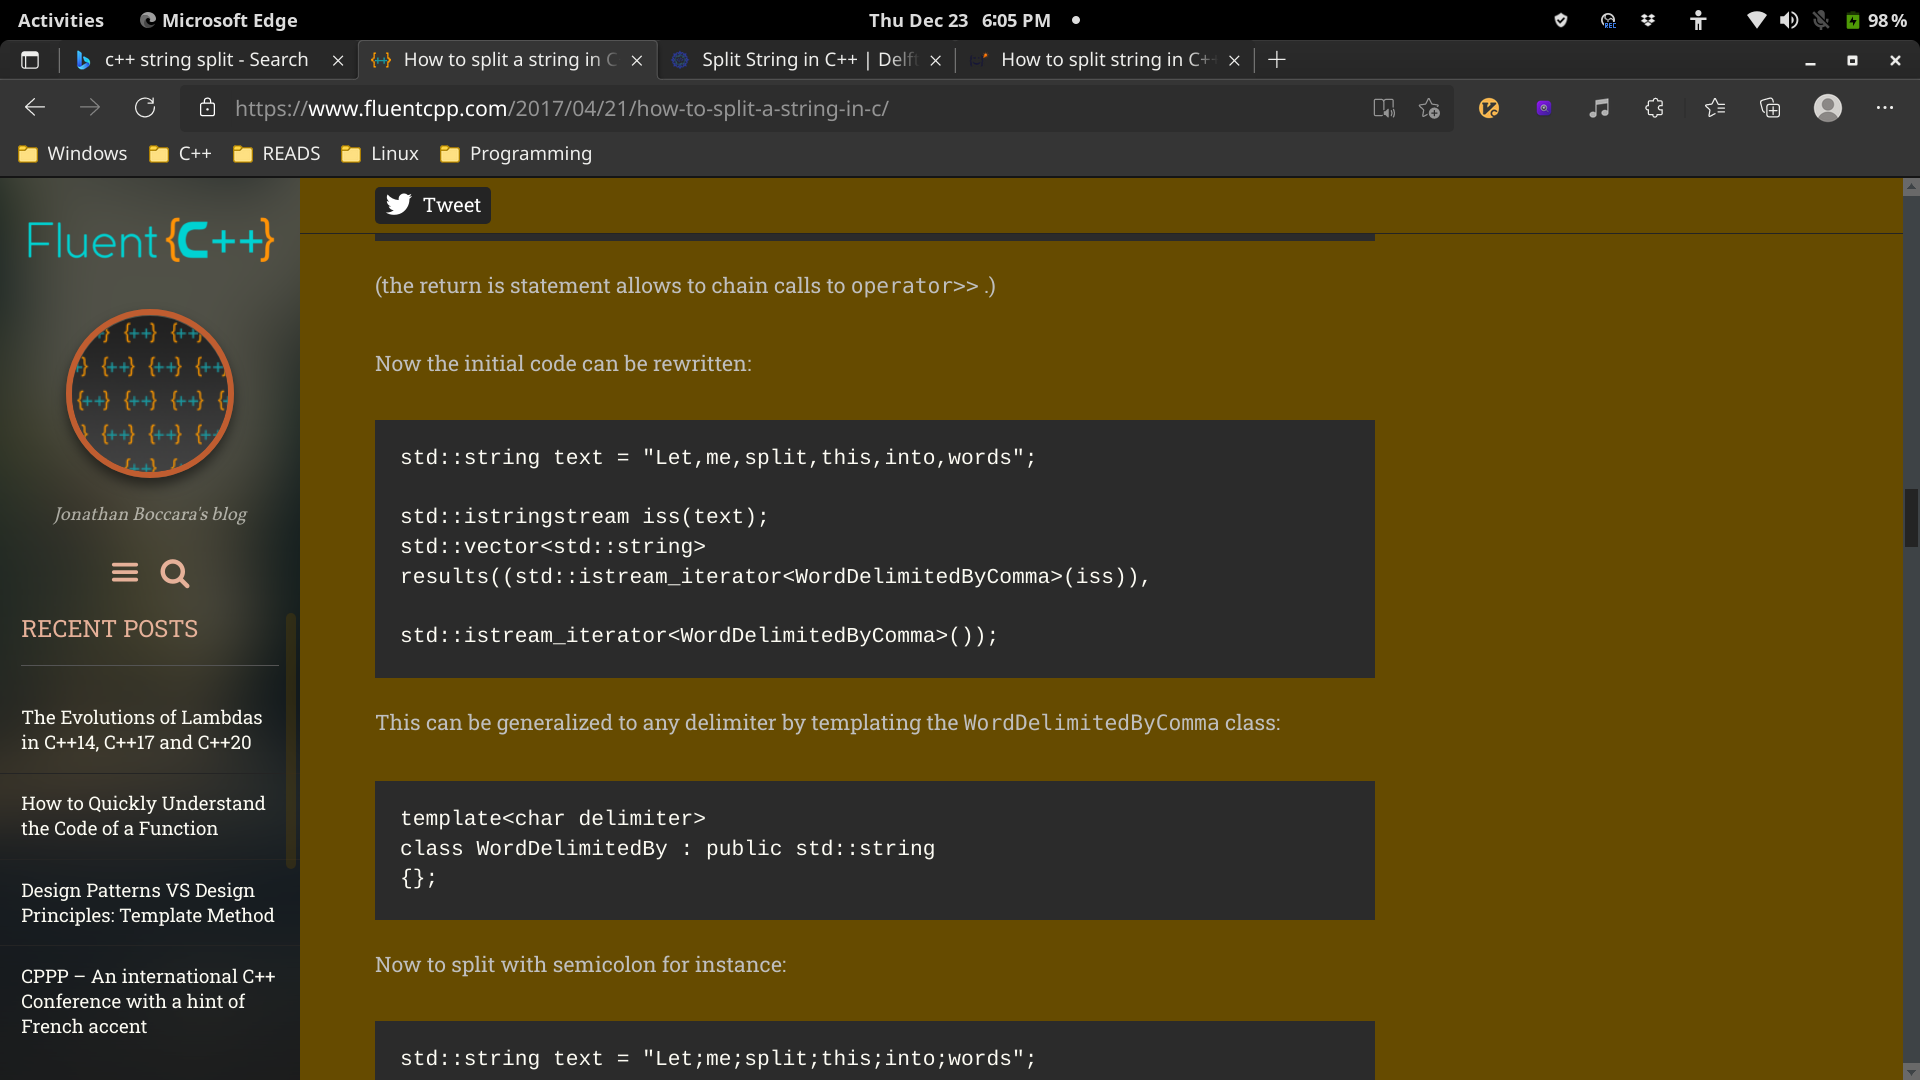 Activities Microsoft Edge Thu Dec 23 6:05 PM 98%
c++ string split - Search How to split a string in C Split String in C++ | Delft How to split string in C++
https://www.fluentcpp.com/2017/04/21/how-to-split-a-string-in-c/
Windows C++ READS Linux Programming
Fluent {C++}
Jonathan Boccara's blog
RECENT POSTS
The Evolutions of Lambdas
in C++14, C++17 and C++20
How to Quickly Understand
the Code of a Function
Design Patterns VS Design
Principles: Template Method
CPPP – An international C++
Conference with a hint of
French accent
Tweet
(the return is statement allows to chain calls to operator>> .)
Now the initial code can be rewritten:
std::string text = "Let,me,split,this,into,words";
std::istringstream iss(text);
std::vector<std::string>
results((std::istream_iterator<WordDelimitedByComma>(iss)),
std::istream_iterator<WordDelimitedByComma>());
This can be generalized to any delimiter by templating the WordDelimitedByComma class:
template<char delimiter>
class WordDelimitedBy : public std::string
{};
Now to split with semicolon for instance:
std::string text = "Let;me;split;this;into;words";